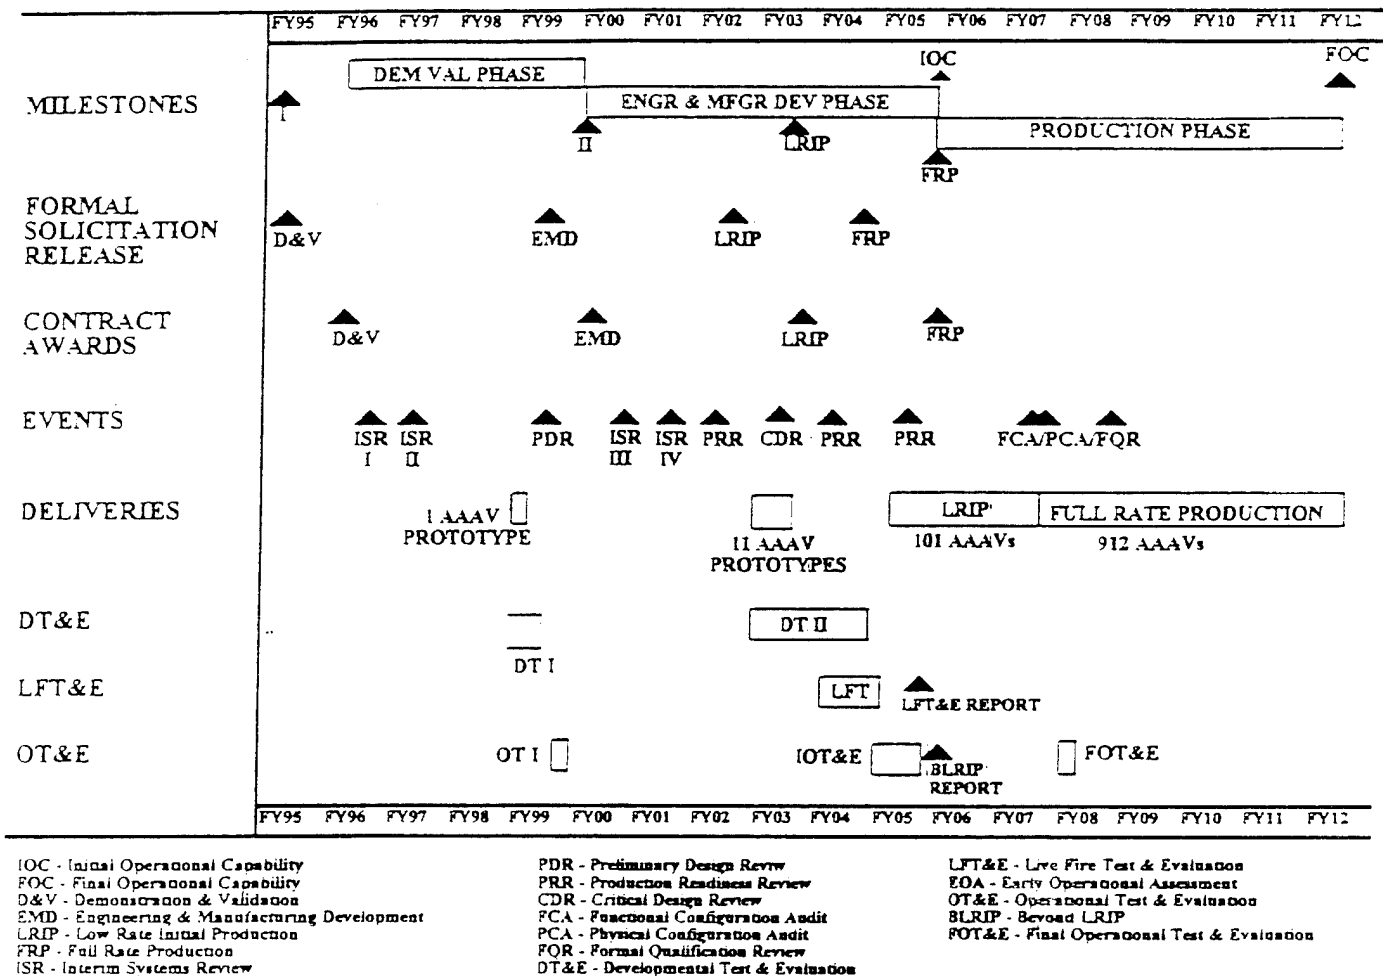 FY95 FY96 FY97 FY98 FY99 FY00 FY01 FY02 FY03 FY04 FY05 FY06 FY07 FY08 FY09 FY10 FY11 FY12
IOC FOC
DEM VAL PHASE
MILESTONES
I
ENGR & MFGR DEV PHASE
II LRIP
PRODUCTION PHASE
FRP
FORMAL
SOLICITATION
RELEASE
D&V EMD LRIP FRP
CONTRACT
AWARDS
D&V EMD LRIP FRP
EVENTS
ISR ISR PDR ISR ISR PRR CDR PRR PRR FCA/PCA/FQR
I II III IV
DELIVERIES
1 AAAV
PROTOTYPE
11 AAAV
PROTOTYPES
LRIP
101 AAAVs
FULL RATE PRODUCTION
912 AAAVs
DT&E
DT I
DT II
LFT&E
LFT
LFT&E REPORT
OT&E
OT I
IOT&E
BLRIP
REPORT
FOT&E
FY95 FY96 FY97 FY98 FY99 FY00 FY01 FY02 FY03 FY04 FY05 FY06 FY07 FY08 FY09 FY10 FY11 FY12
IOC - Initial Operational Capability
FOC - Final Operational Capability
D&V - Demonstration & Validation
EMD - Engineering & Manufacturing Development
LRIP - Low Rate Initial Production
FRP - Full Rate Production
ISR - Interim Systems Review
PDR - Preliminary Design Revrw
PRR - Production Readiness Review
CDR - Critical Design Review
FCA - Functional Configuration Audit
PCA - Physical Configuration Audit
FQR - Formal Qualification Review
DT&E - Developmental Test & Evaluation
LFT&E - Live Fire Test & Evaluation
EOA - Early Operational Assessment
OT&E - Operational Test & Evaluation
BLRIP - Beyond LRIP
FOT&E - Final Operational Test & Evaluation